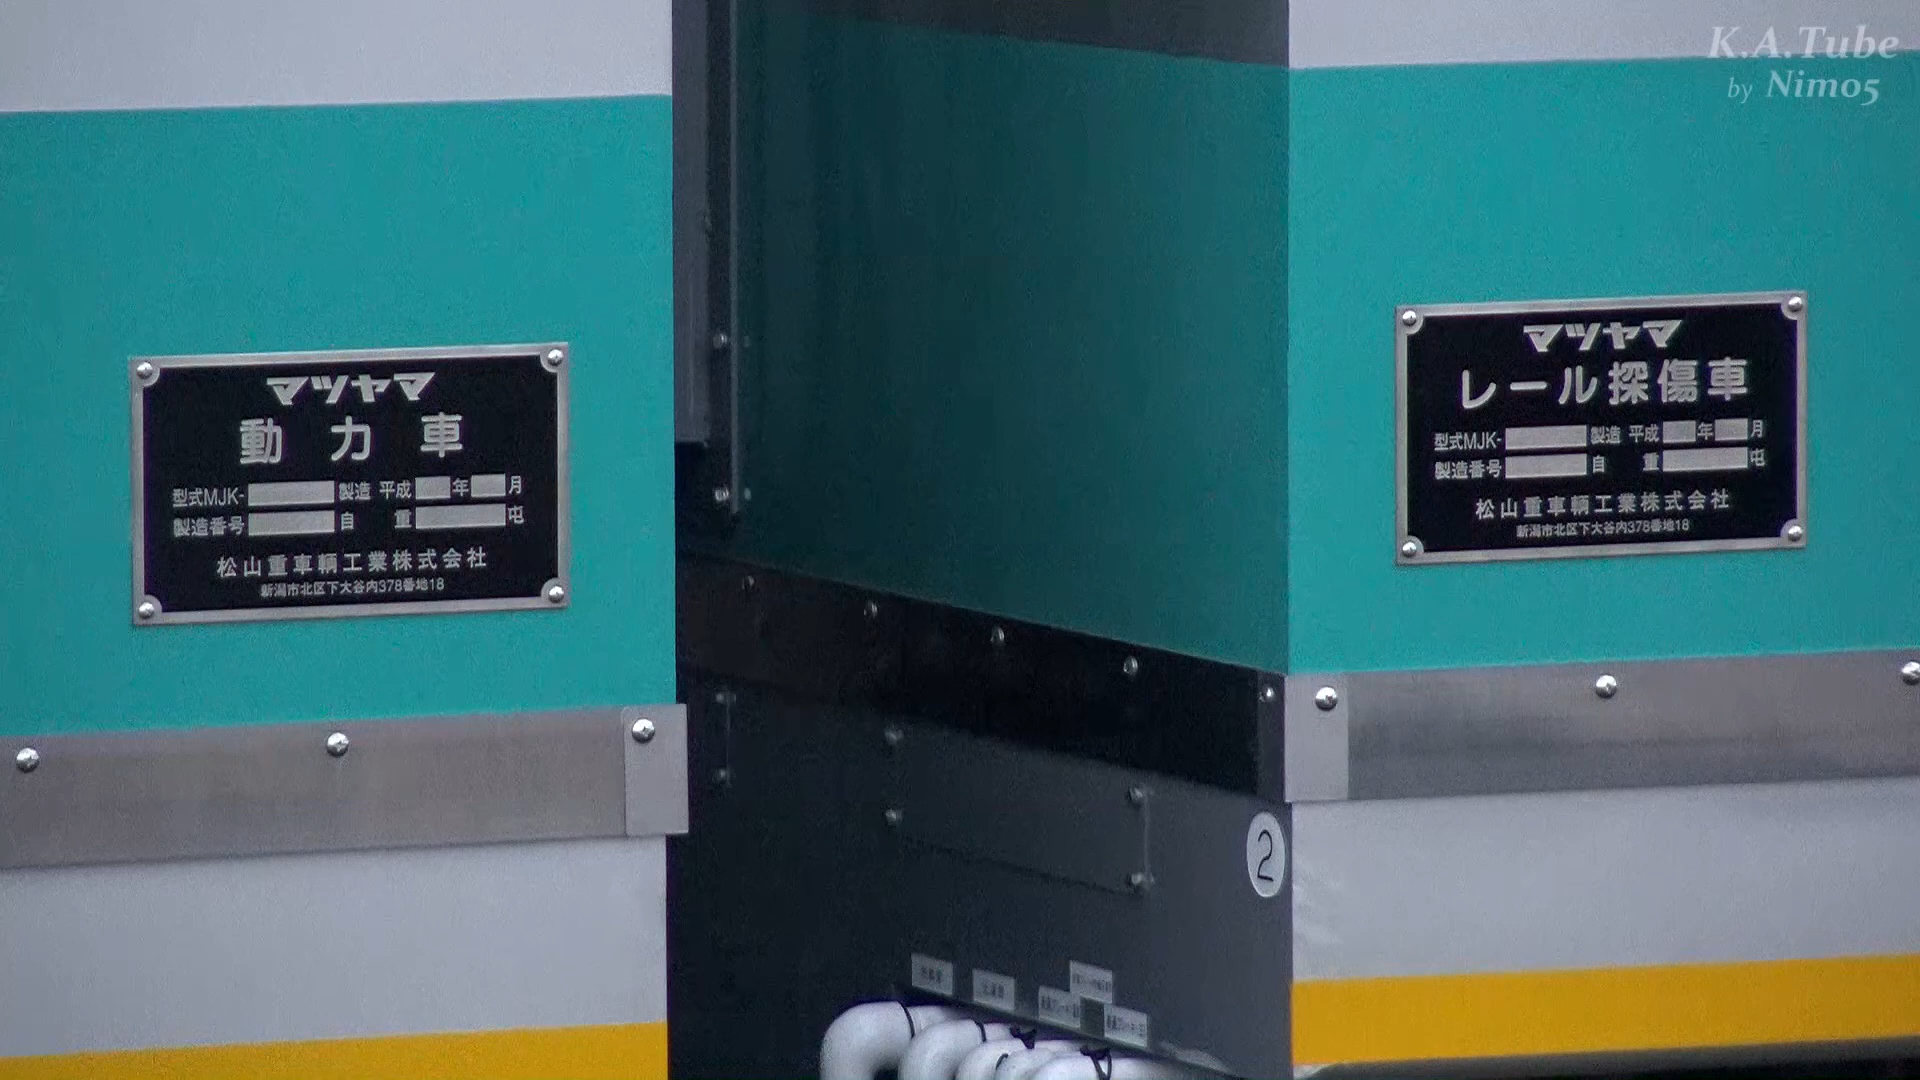 K.A.Tube
by Nimo5
マツヤマ
動力車
型式MJK- 製造 平成 年 月
製造番号 自重 屯
松山重車輌工業株式会社
新潟市北区下大谷内378番地18
マツヤマ
レール探傷車
型式MJK- 製造 平成 年 月
製造番号 自重 屯
松山重車輌工業株式会社
新潟市北区下大谷内378番地18
2